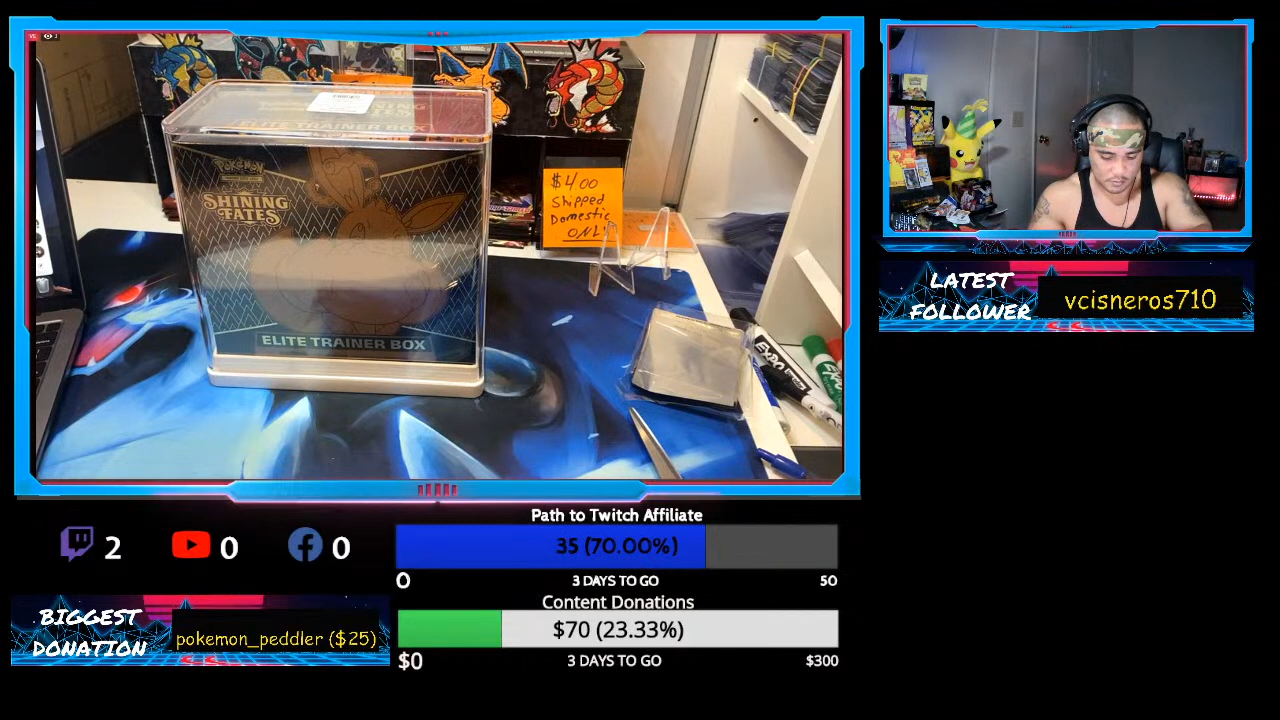 POKÉMON
SHINING
FATES
ELITE TRAINER BOX
$400
Shipped
Domestic
ONLY
EXPO
LATEST
FOLLOWER
vcisneros710
2
0
0
Path to Twitch Affiliate
35 (70.00%)
0
3 DAYS TO GO
50
BIGGEST
DONATION
pokemon_peddler ($25)
Content Donations
$70 (23.33%)
$0
3 DAYS TO GO
$300